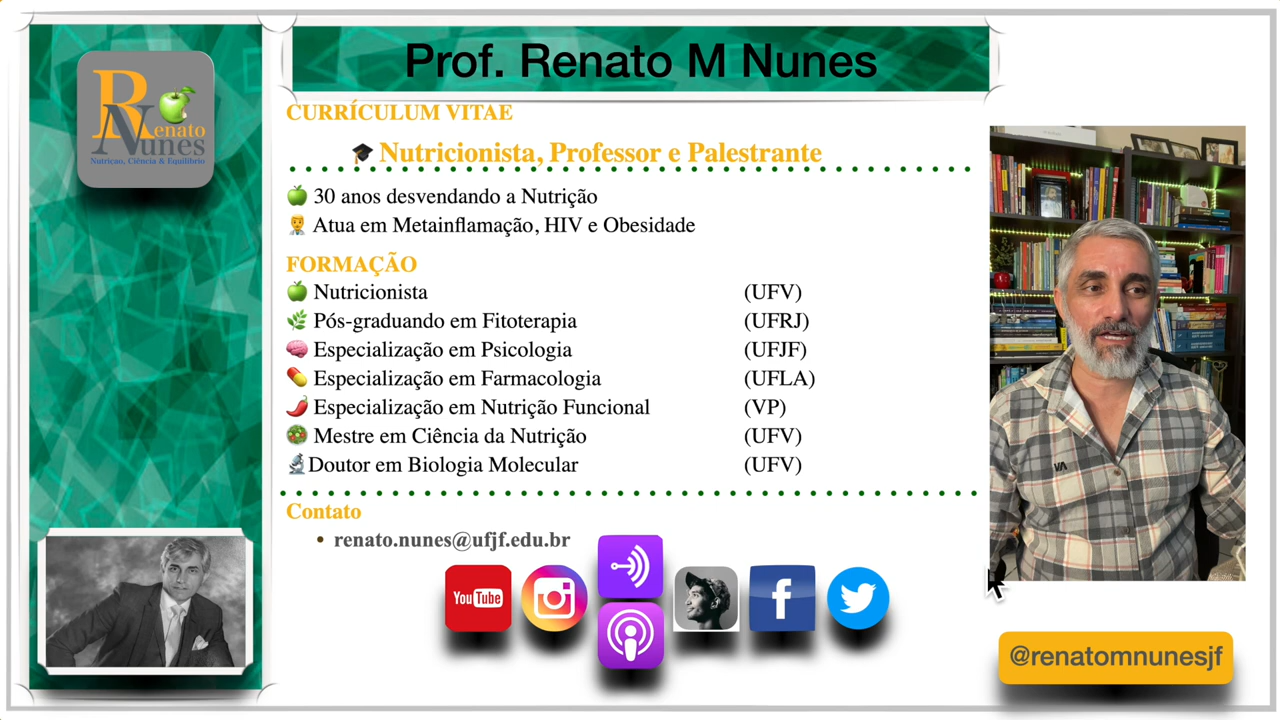 Prof. Renato M Nunes
Renato
Nunes
Nutricao, Ciência & Equilíbrio
CURRÍCULUM VITAE
Nutricionista, Professor e Palestrante
30 anos desvendando a Nutrição
Atua em Metainflamação, HIV e Obesidade
FORMAÇÃO
Nutricionista (UFV)
Pós-graduando em Fitoterapia (UFRJ)
Especialização em Psicologia (UFJF)
Especialização em Farmacologia (UFLA)
Especialização em Nutrição Funcional (VP)
Mestre em Ciência da Nutrição (UFV)
Doutor em Biologia Molecular (UFV)
Contato
• renato.nunes@ufjf.edu.br
YouTube
@renatomnunesjf